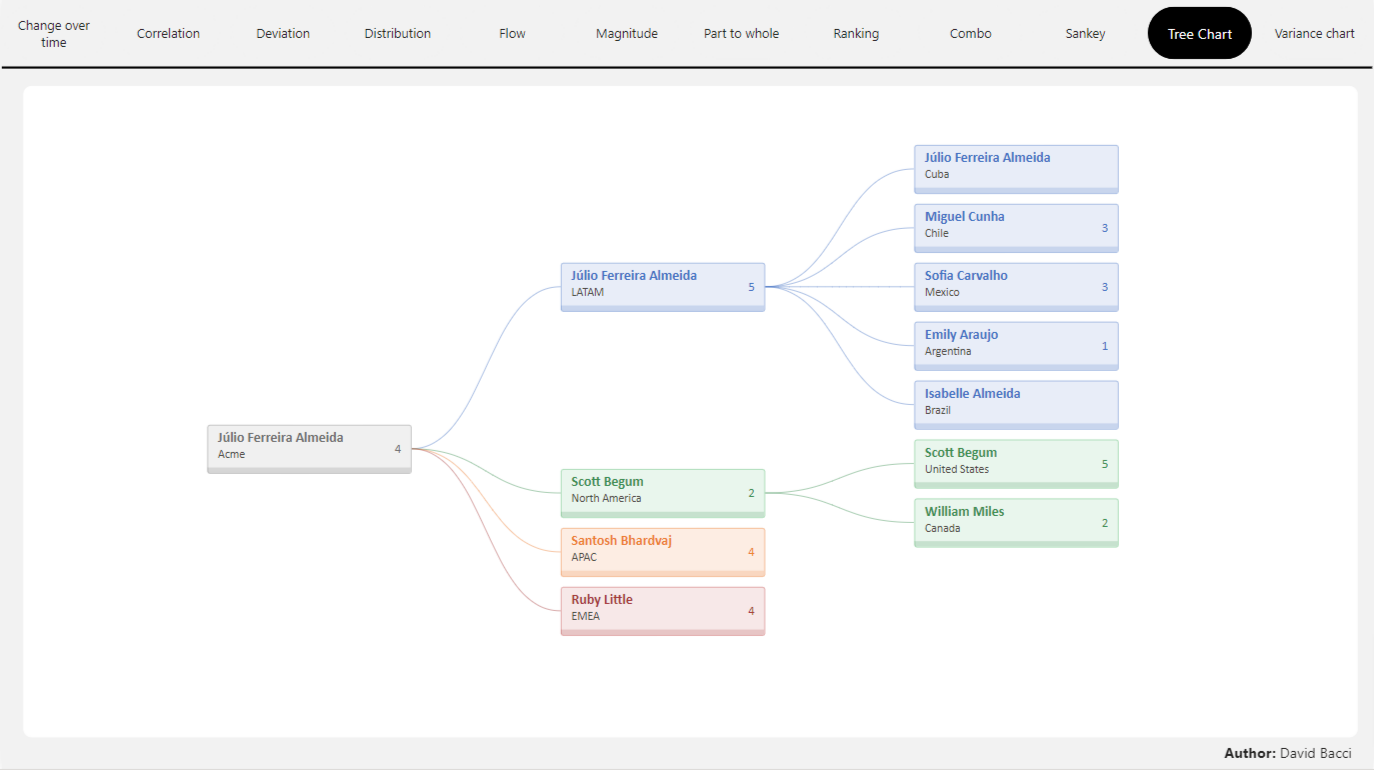 Change over
time
Correlation
Deviation
Distribution
Flow
Magnitude
Part to whole
Ranking
Combo
Sankey
Tree Chart
Variance chart
Júlio Ferreira Almeida
Acme
4
Júlio Ferreira Almeida
LATAM
5
Scott Begum
North America
2
Santosh Bhardvaj
APAC
4
Ruby Little
EMEA
4
Júlio Ferreira Almeida
Cuba
Miguel Cunha
Chile
3
Sofia Carvalho
Mexico
3
Emily Araujo
Argentina
1
Isabelle Almeida
Brazil
Scott Begum
United States
5
William Miles
Canada
2
Author: David Bacci